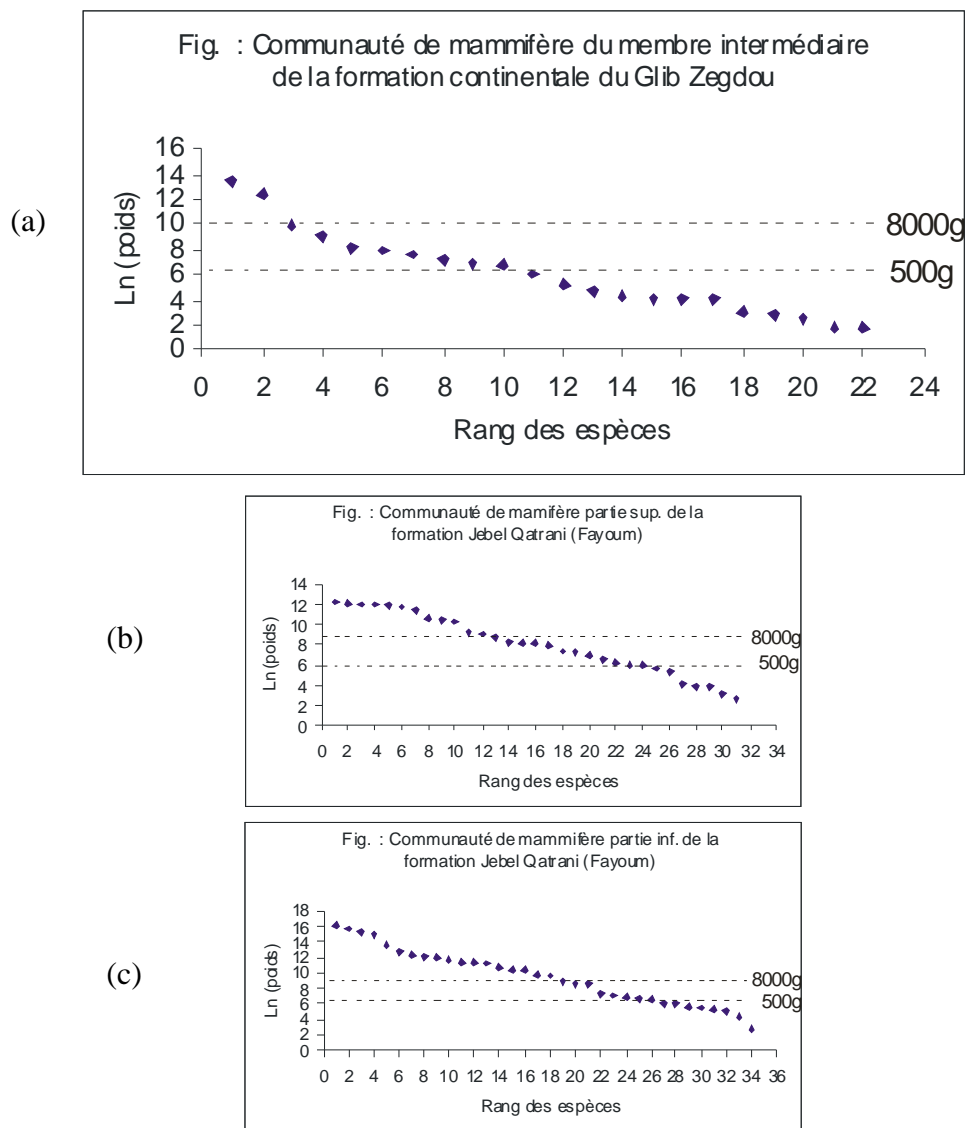 (a)
Fig. : Communauté de mammifère du membre intermédiaire
de la formation continentale du Glib Zegdou
Ln (poids)
16
14
12
10
8
6
4
2
0
8000g
500g
0 2 4 6 8 10 12 14 16 18 20 22 24
Rang des espèces
(b)
Fig. : Communauté de mamifère partie sup. de la
formation Jebel Qatrani (Fayoum)
Ln (poids)
14
12
10
8
6
4
2
0
8000g
500g
0 2 4 6 8 10 12 14 16 18 20 22 24 26 28 30 32 34
Rang des espèces
(c)
Fig. : Communauté de mammifère partie inf. de la
formation Jebel Qatrani (Fayoum)
Ln (poids)
18
16
14
12
10
8
6
4
2
0
8000g
500g
0 2 4 6 8 10 12 14 16 18 20 22 24 26 28 30 32 34 36
Rang des espèces